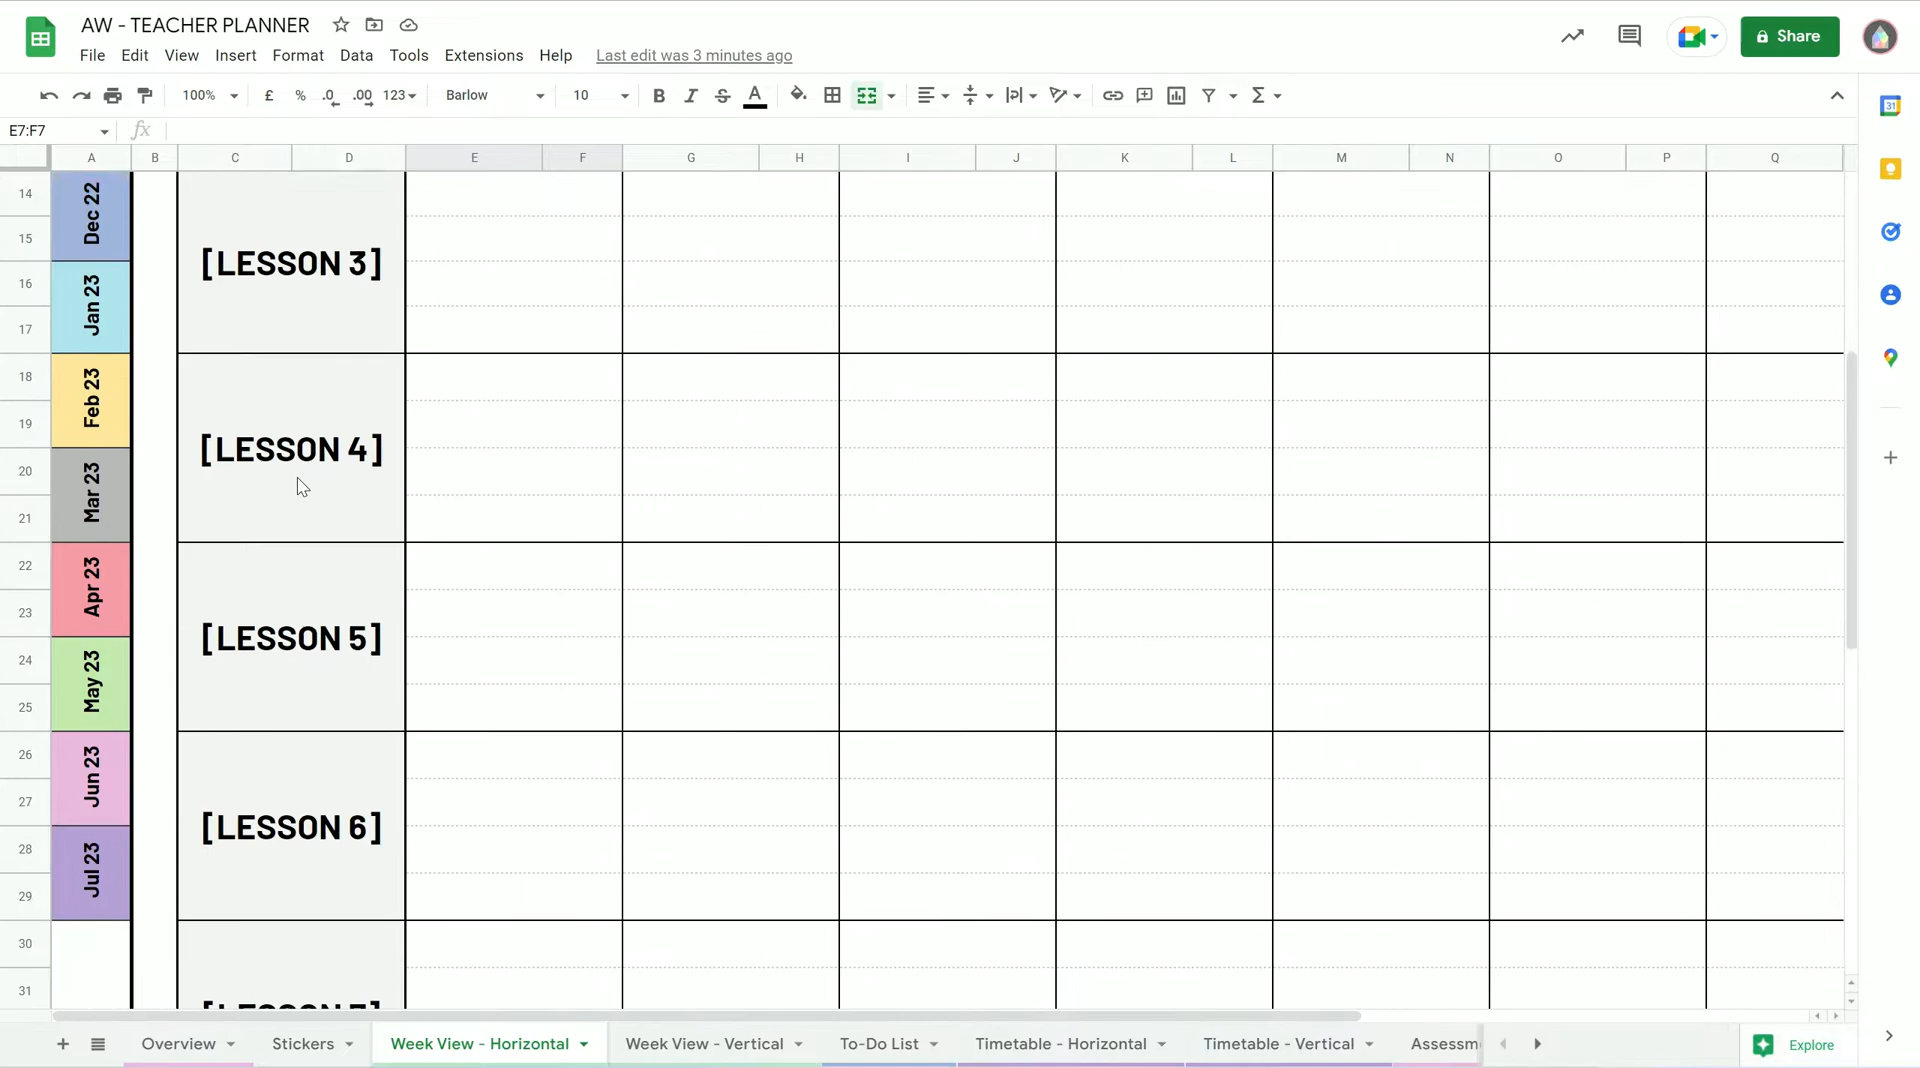 AW - TEACHER PLANNER
File Edit View Insert Format Data Tools Extensions Help Last edit was 3 minutes ago
Share
100% £ % .0 .00 123 Barlow 10 B I S A Σ
31
E7:F7 fx
A B C D E F G H I J K L M N O P Q
14 Dec 22
15 [LESSON 3]
16 Jan 23
17
18 Feb 23
19
20 Mar 23 [LESSON 4]
21
22 Apr 23
23
24 May 23 [LESSON 5]
25
26 Jun 23
27
28 Jul 23 [LESSON 6]
29
30
31
Overview Stickers Week View - Horizontal Week View - Vertical To-Do List Timetable - Horizontal Timetable - Vertical Assessm Explore